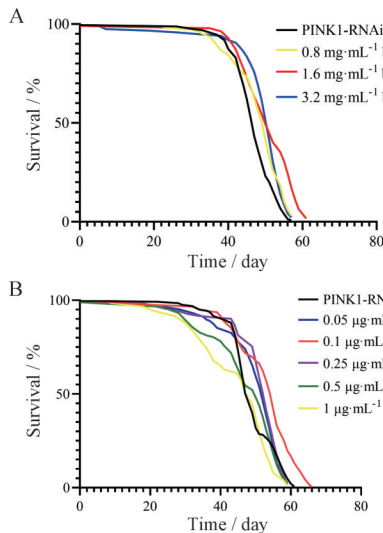 A
PINK1-RNAi
0.8 mg·mL⁻¹
1.6 mg·mL⁻¹
3.2 mg·mL⁻¹
100
50
0
0 20 40 60 80
Survival / %
Time / day
B
PINK1-RN
0.05 μg·m
0.1 μg·mL
0.25 μg·m
0.5 μg·mL
1 μg·mL⁻¹
100
50
0
0 20 40 60 80
Survival / %
Time / day